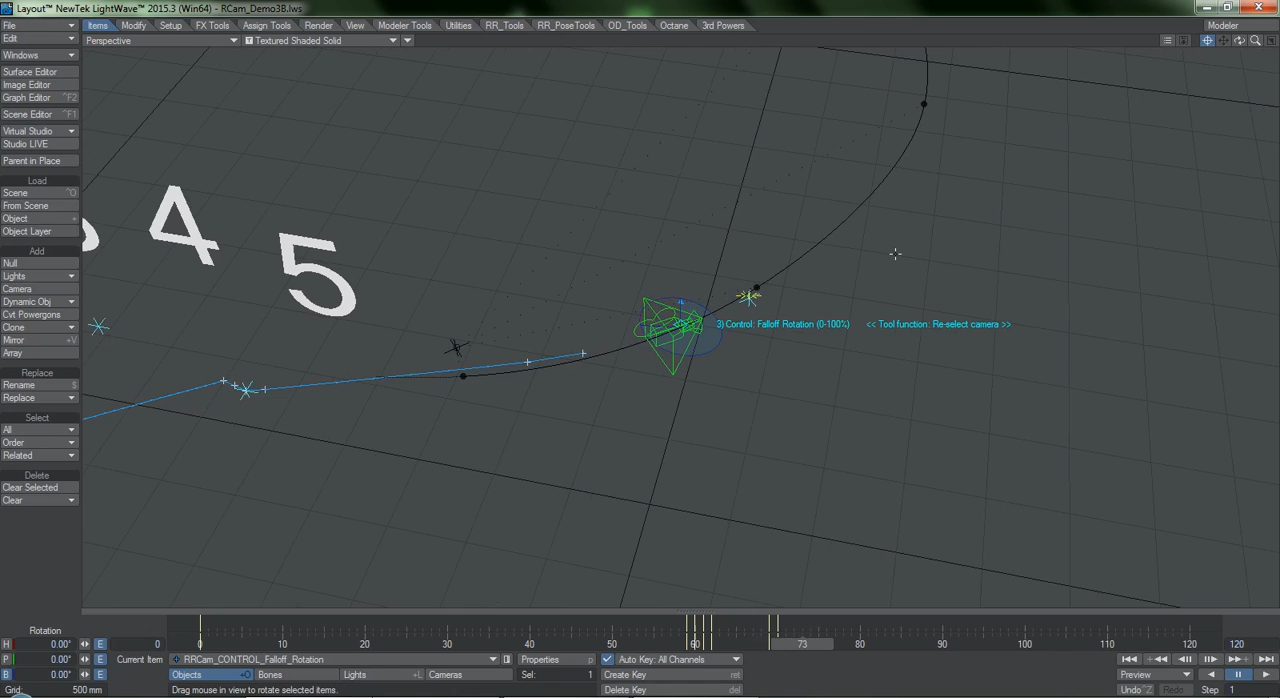 Layout™ NewTek LightWave™ 2015.3 (Win64) - RCam_Demo3B.lws
File
Items Modify Setup FX Tools Assign Tools Render View Modeler Tools Utilities RR_Tools RR_PoseTools OD_Tools Octane 3rd Powers Modeler
Edit
Perspective Textured Shaded Solid
Windows
Surface Editor
Image Editor
Graph Editor ^F2
Scene Editor ^F1
Virtual Studio
Studio LIVE
Parent in Place
Load
Scene ^O
From Scene
Object +
Object Layer
Add
Null
Lights
Camera
Dynamic Obj
Cvt Powergons
Clone
Mirror +V
Array
Replace
Rename $
Replace
Select
All
Order
Related
Delete
Clear Selected
Clear
4 5
3) Control: Falloff Rotation (0-100%) << Tool function: Re-select camera >>
Rotation
H 0.00° E 0 0 10 20 30 40 50 60 73 80 90 100 110 120 120
P 0.00° E Current Item RRCam_CONTROL_Falloff_Rotation Properties p Auto Key: All Channels
B 0.00° E Objects +O Bones Lights +L Cameras Sel: 1 Create Key ret Preview
Grid: 500 mm Drag mouse in view to rotate selected items. Delete Key del Undo ^Z Redo Step 1